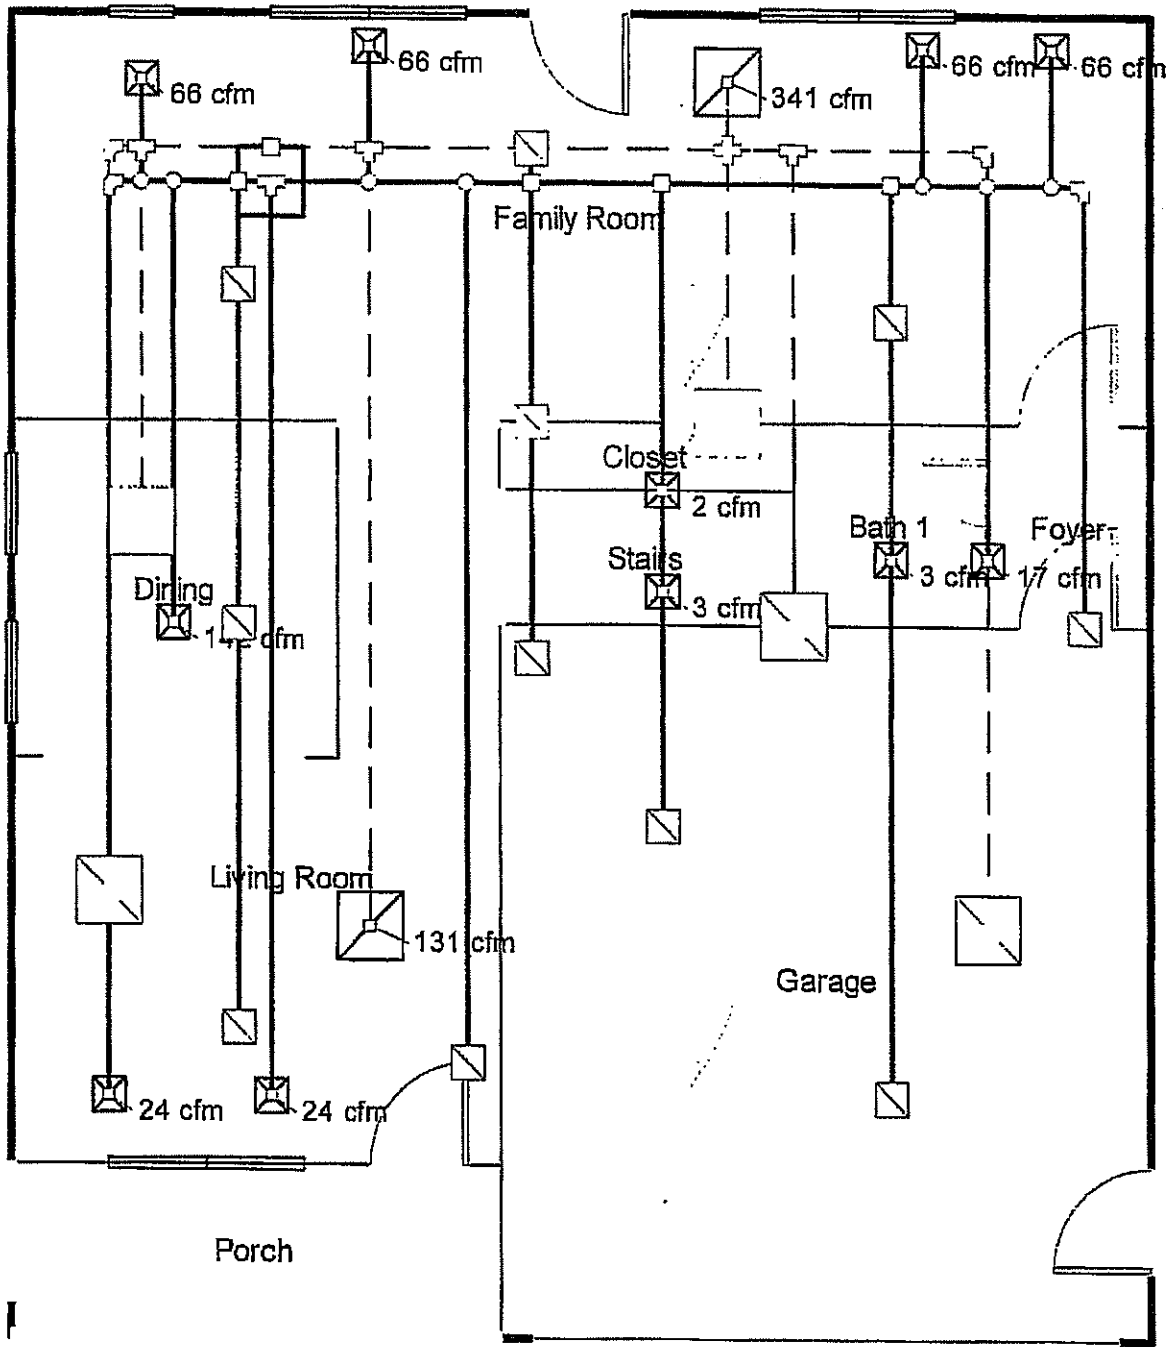 66 cfm
66 cfm
66 cfm
66 cfm
341 cfm
Family Room
Closet
2 cfm
Bath 1
Foyer
Stairs
3 cfm
17 cfm
Dining
3 cfm
cfm
Living Room
131 cfm
Garage
24 cfm
24 cfm
Porch